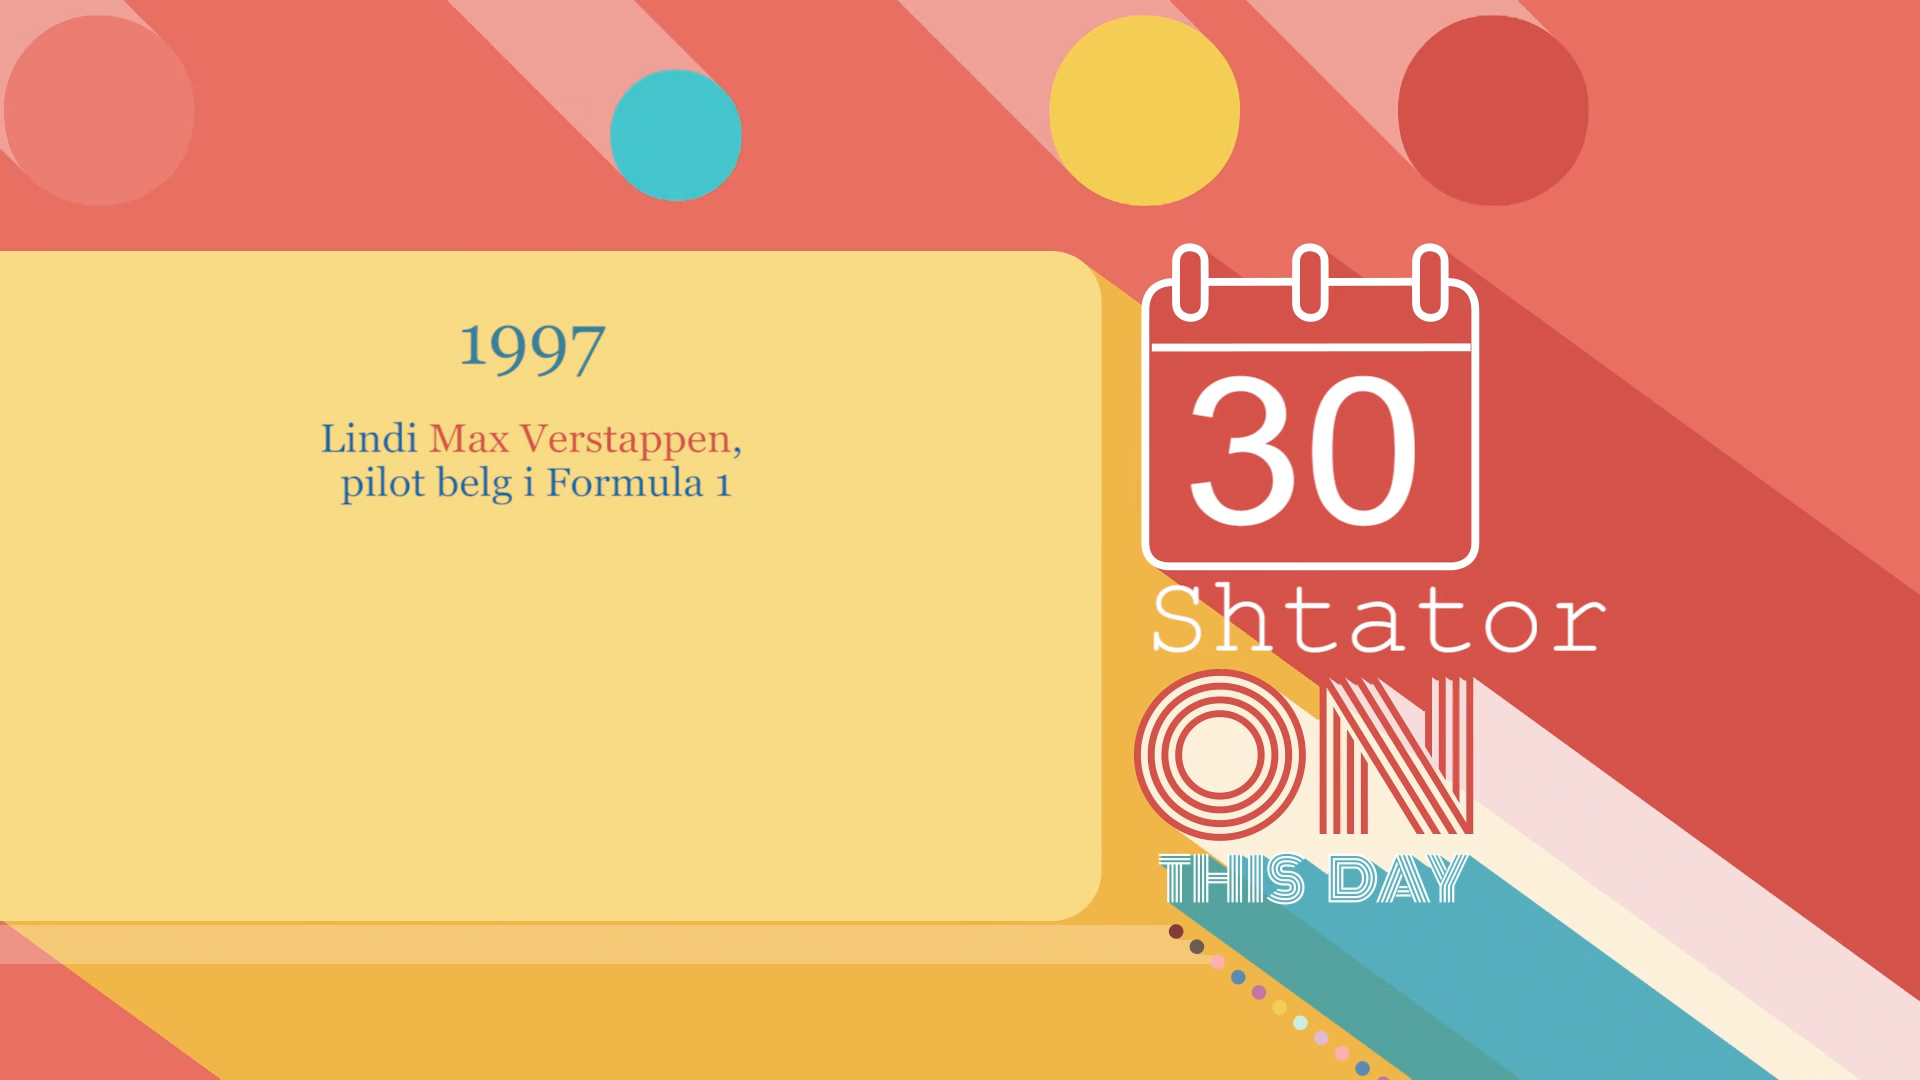 1997
Lindi Max Verstappen,
pilot belg i Formula 1
30
Shtator
ON
THIS DAY